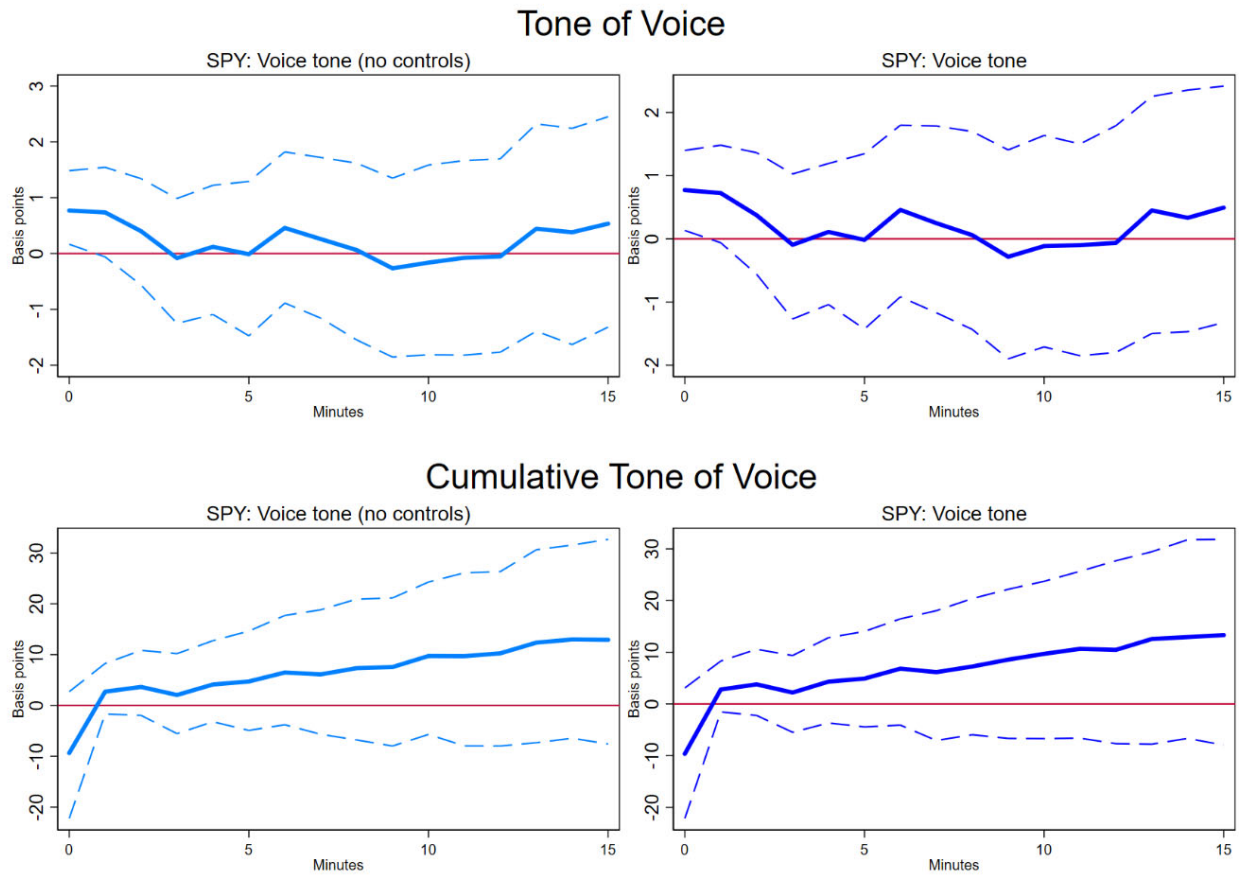 Tone of Voice
SPY: Voice tone (no controls)
SPY: Voice tone
Basis points
3
2
1
0
-1
-2
0
5
10
15
Minutes
Basis points
2
1
0
-1
-2
0
5
10
15
Minutes
Cumulative Tone of Voice
SPY: Voice tone (no controls)
SPY: Voice tone
Basis points
30
20
10
0
-10
-20
0
5
10
15
Minutes
Basis points
30
20
10
0
-10
-20
0
5
10
15
Minutes